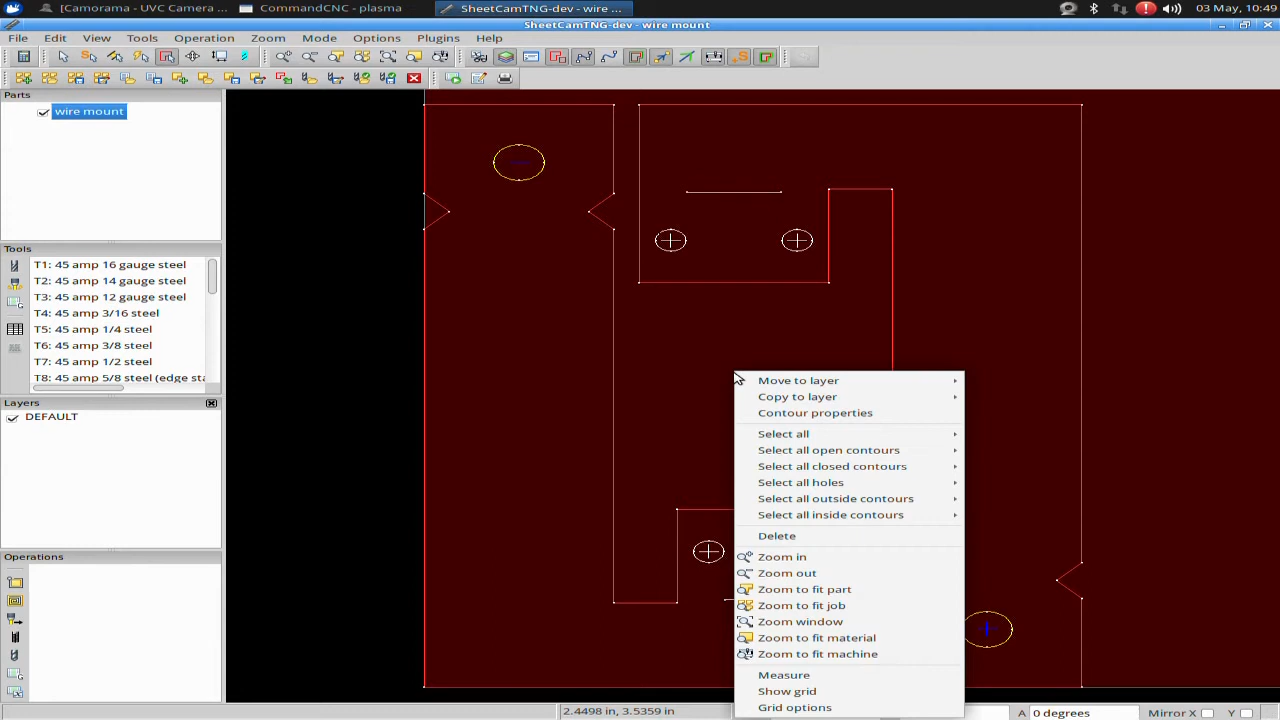 [Camorama - UVC Camera ...
CommandCNC - plasma
SheetCamTNG-dev - wire ...
03 May, 10:49
SheetCamTNG-dev - wire mount
File Edit View Tools Operation Zoom Mode Options Plugins Help
Parts
wire mount
Tools
T1: 45 amp 16 gauge steel
T2: 45 amp 14 gauge steel
T3: 45 amp 12 gauge steel
T4: 45 amp 3/16 steel
T5: 45 amp 1/4 steel
T6: 45 amp 3/8 steel
T7: 45 amp 1/2 steel
T8: 45 amp 5/8 steel (edge sta
Layers
DEFAULT
Operations
Move to layer
Copy to layer
Contour properties
Select all
Select all open contours
Select all closed contours
Select all holes
Select all outside contours
Select all inside contours
Delete
Zoom in
Zoom out
Zoom to fit part
Zoom to fit job
Zoom window
Zoom to fit material
Zoom to fit machine
Measure
Show grid
Grid options
2.4498 in, 3.5359 in
A 0 degrees
Mirror X
Y